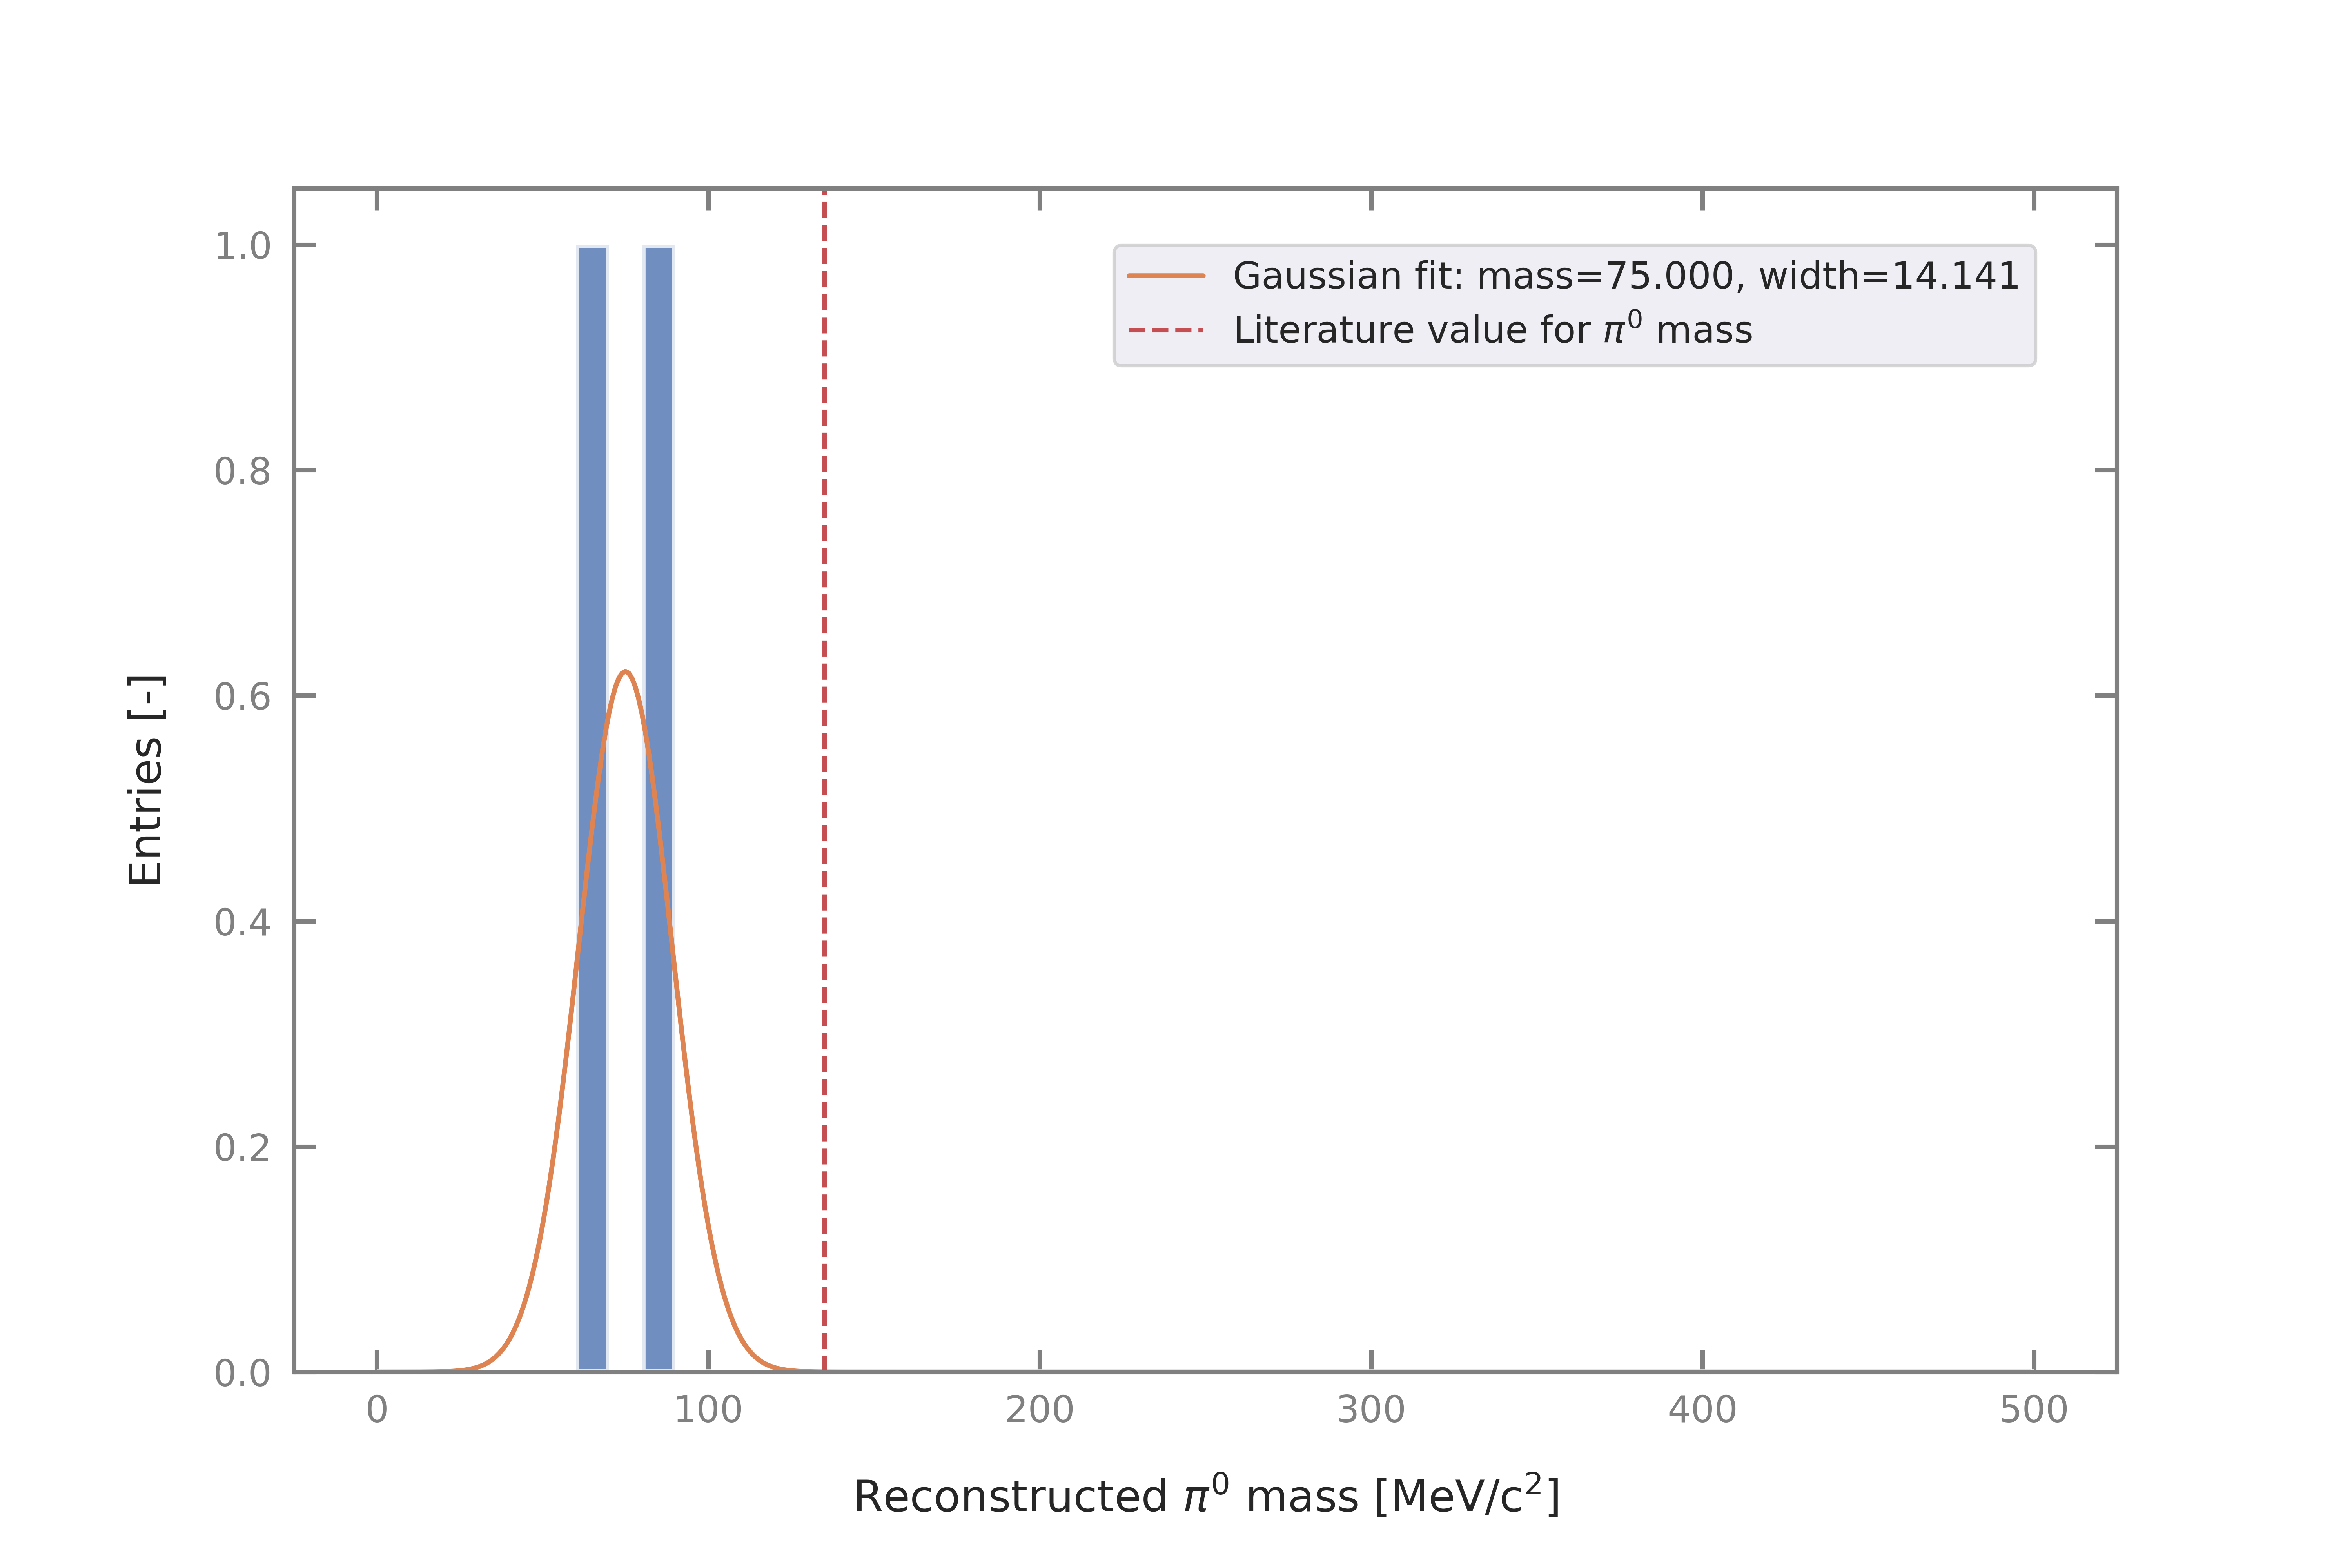 1.0
0.8
0.6
0.4
0.2
0.0
Entries [-]
Gaussian fit: mass=75.000, width=14.141
Literature value for π⁰ mass
0 100 200 300 400 500
Reconstructed π⁰ mass [MeV/c²]